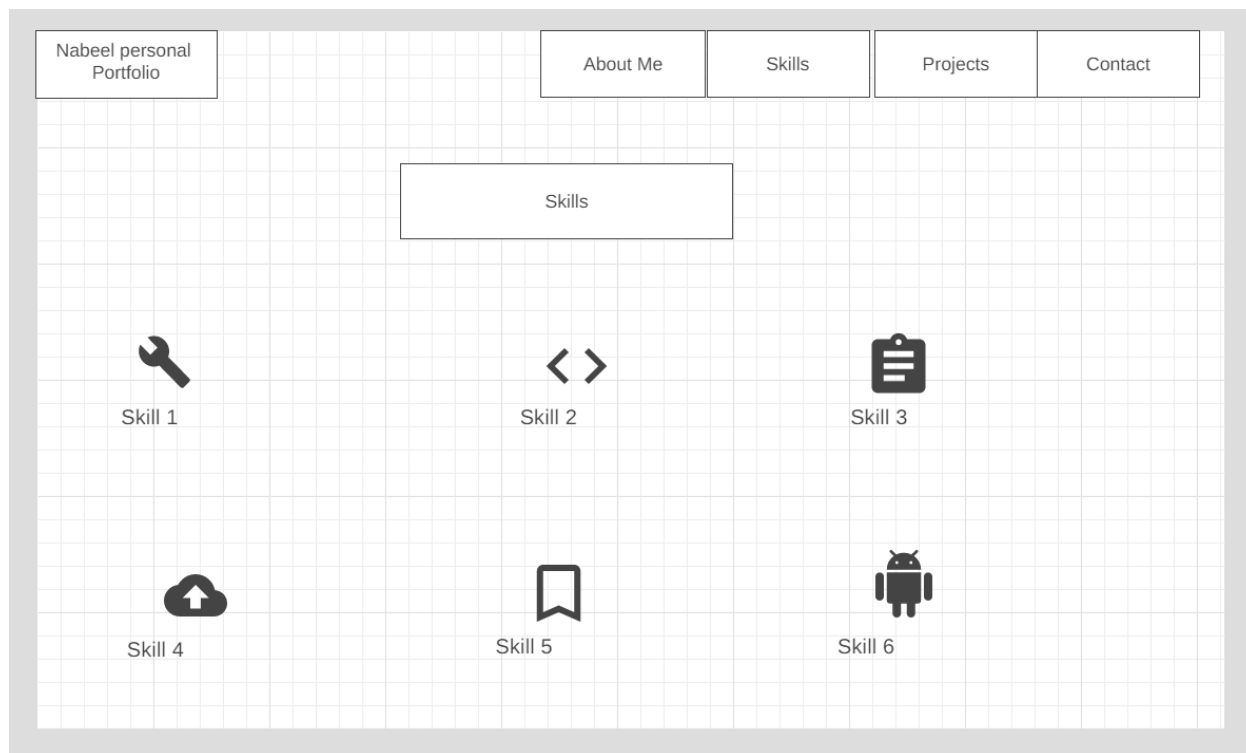 Nabeel personal
Portfolio
About Me
Skills
Projects
Contact
Skills
Skill 1
Skill 2
Skill 3
Skill 4
Skill 5
Skill 6